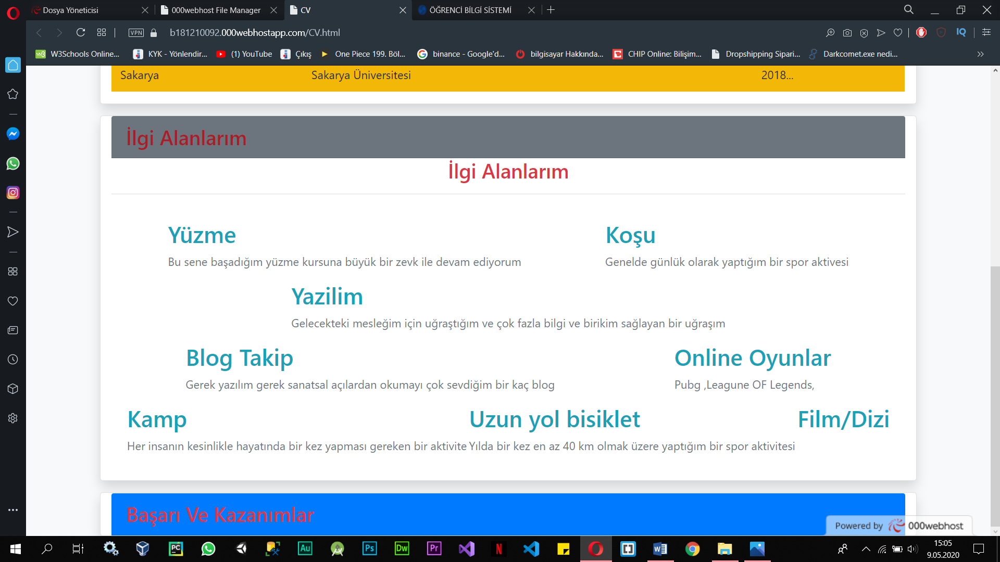 Dosya Yöneticisi
000webhost File Manager
CV
ÖĞRENCİ BİLGİ SİSTEMİ
VPN
b181210092.000webhostapp.com/CV.html
IQ
W3Schools Online...
KYK - Yönlendir...
(1) YouTube
Çıkış
One Piece 199. Böl...
binance - Google'd...
bilgisayar Hakkında...
CHIP Online: Bilişim...
Dropshipping Sipari...
Darkcomet.exe nedi...
Sakarya
Sakarya Üniversitesi
2018...
İlgi Alanlarım
İlgi Alanlarım
Yüzme
Bu sene başadığım yüzme kursuna büyük bir zevk ile devam ediyorum
Koşu
Genelde günlük olarak yaptığım bir spor aktivesi
Yazilim
Gelecekteki mesleğim için uğraştığım ve çok fazla bilgi ve birikim sağlayan bir uğraşım
Blog Takip
Gerek yazılım gerek sanatsal açılardan okumayı çok sevdiğim bir kaç blog
Online Oyunlar
Pubg ,Leagune OF Legends,
Kamp
Her insanın kesinlikle hayatında bir kez yapması gereken bir aktivite
Uzun yol bisiklet
Yılda bir kez en az 40 km olmak üzere yaptığım bir spor aktivitesi
Film/Dizi
Başarı Ve Kazanımlar
Powered by 000webhost
PC
Au
Ps
Dw
Pr
N
W
15:05
9.05.2020